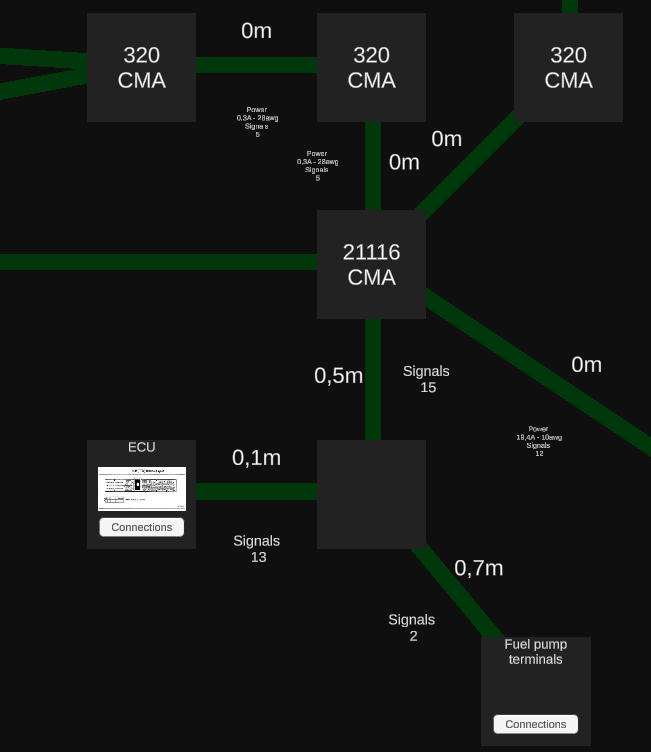 0m
320
CMA
320
CMA
320
CMA
Power
0,3A - 28awg
Signals
5
0m
Power
0,3A - 28awg
Signals
5
0m
21116
CMA
0,5m
Signals
15
0m
Power
18,4A - 10awg
Signals
12
ECU
Connections
0,1m
Signals
13
0,7m
Signals
2
Fuel pump
terminals
Connections